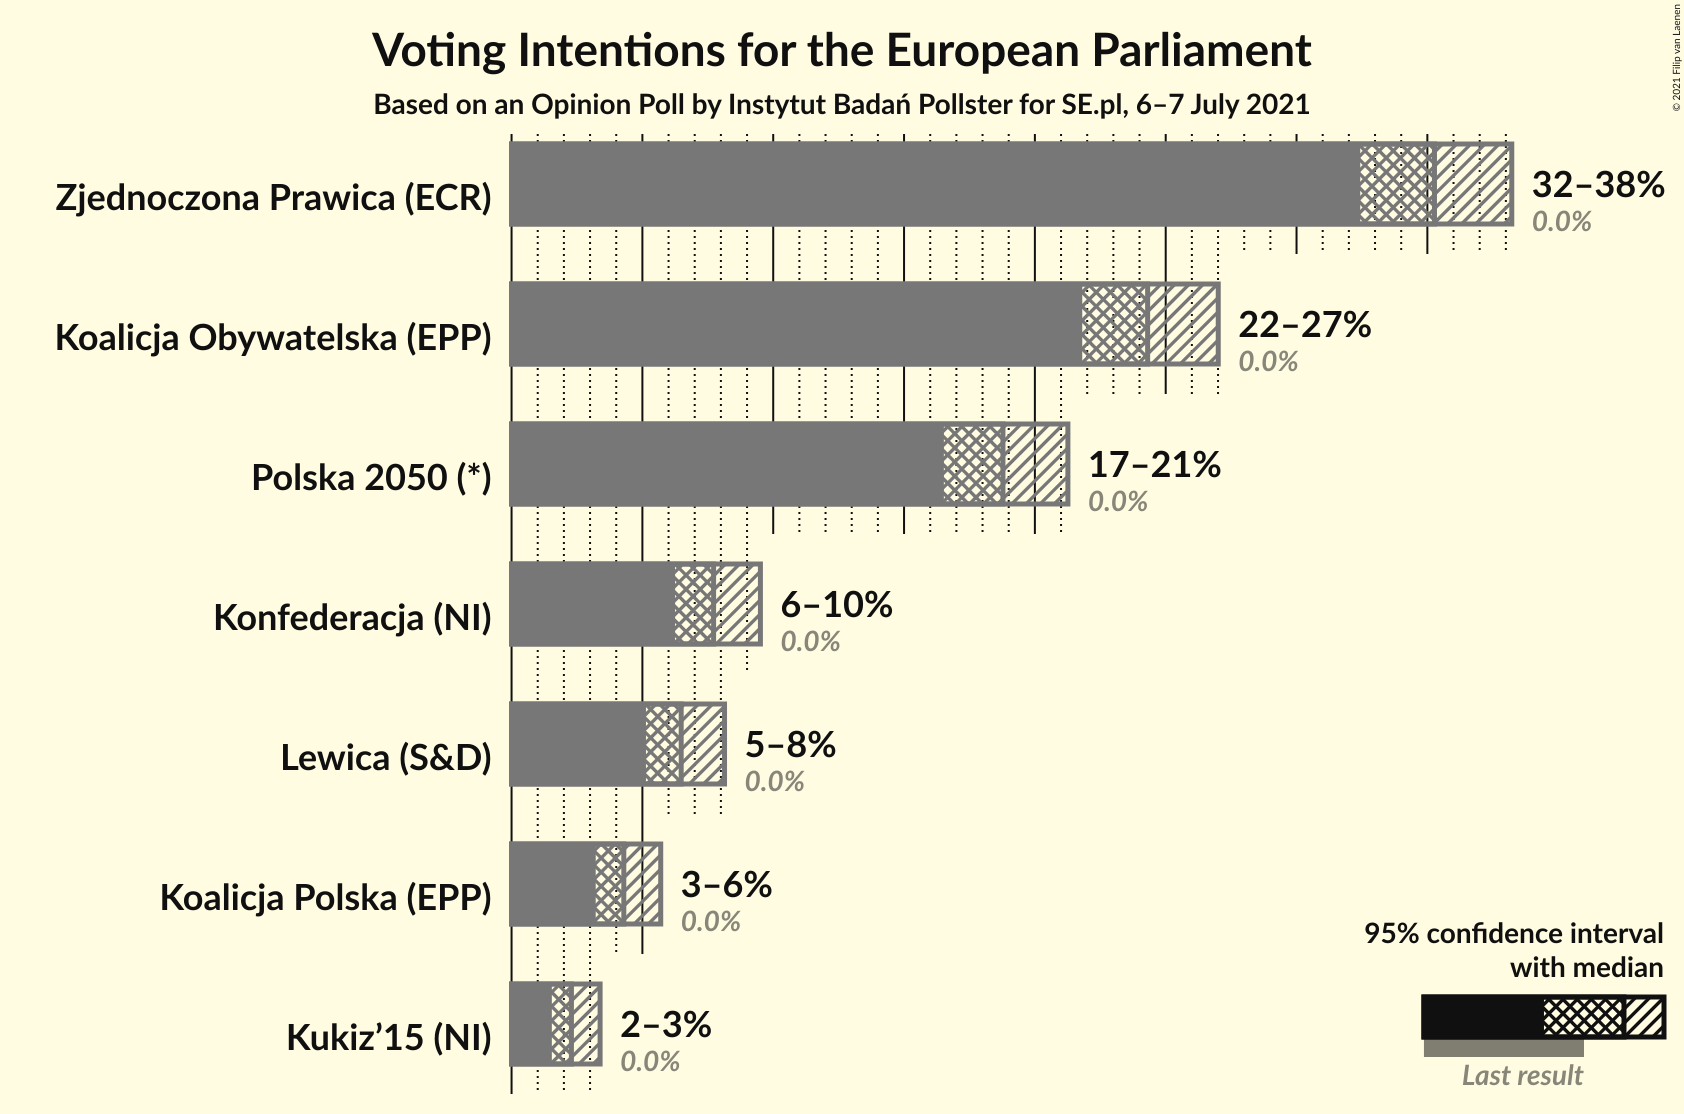 Voting Intentions for the European Parliament
Based on an Opinion Poll by Instytut Badań Pollster for SE.pl, 6–7 July 2021
© 2021 Filip van Laenen
Zjednoczona Prawica (ECR)
32–38%
0.0%
Koalicja Obywatelska (EPP)
22–27%
0.0%
Polska 2050 (*)
17–21%
0.0%
Konfederacja (NI)
6–10%
0.0%
Lewica (S&D)
5–8%
0.0%
Koalicja Polska (EPP)
3–6%
0.0%
Kukiz’15 (NI)
2–3%
0.0%
95% confidence interval
with median
Last result